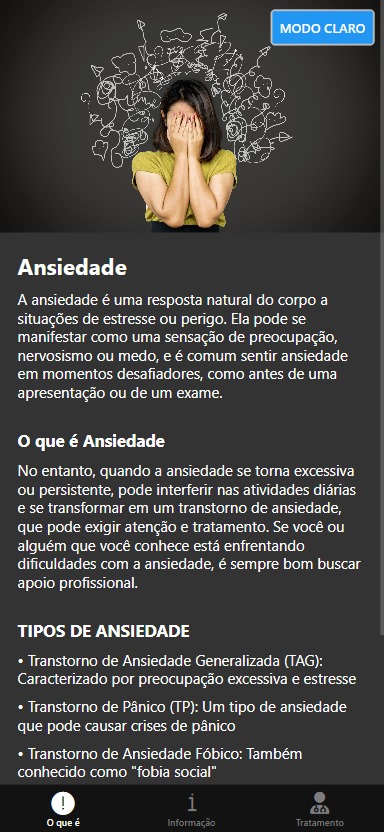 MODO CLARO
Ansiedade
A ansiedade é uma resposta natural do corpo a
situações de estresse ou perigo. Ela pode se
manifestar como uma sensação de preocupação,
nervosismo ou medo, e é comum sentir ansiedade
em momentos desafiadores, como antes de uma
apresentação ou de um exame.
O que é Ansiedade
No entanto, quando a ansiedade se torna excessiva
ou persistente, pode interferir nas atividades diárias
e se transformar em um transtorno de ansiedade,
que pode exigir atenção e tratamento. Se você ou
alguém que você conhece está enfrentando
dificuldades com a ansiedade, é sempre bom buscar
apoio profissional.
TIPOS DE ANSIEDADE
• Transtorno de Ansiedade Generalizada (TAG):
Caracterizado por preocupação excessiva e estresse
• Transtorno de Pânico (TP): Um tipo de ansiedade
que pode causar crises de pânico
• Transtorno de Ansiedade Fóbico: Também
conhecido como "fobia social"
O que é
Informação
Tratamento